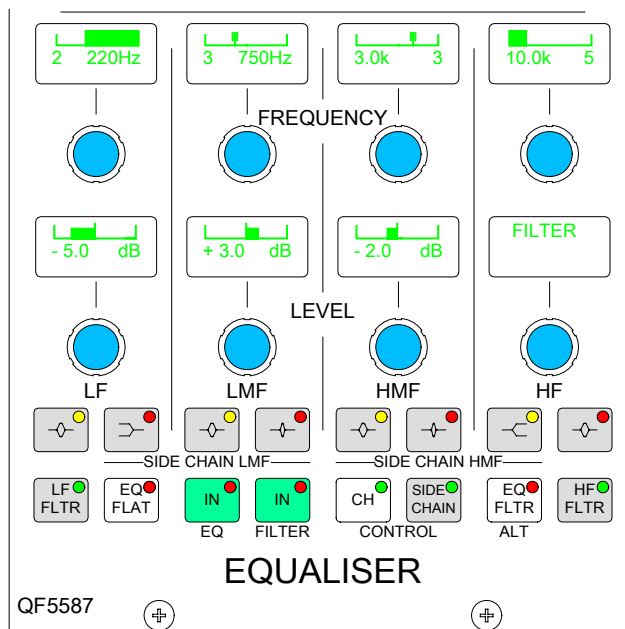 2 220Hz
3 750Hz
3.0k 3
10.0k 5
FREQUENCY
- 5.0 dB
+ 3.0 dB
- 2.0 dB
FILTER
LEVEL
LF
LMF
HMF
HF
SIDE CHAIN LMF
SIDE CHAIN HMF
LF
FLTR
EQ
FLAT
IN
IN
CH
SIDE
CHAIN
EQ
FLTR
HF
FLTR
EQ
FILTER
CONTROL
ALT
EQUALISER
QF5587